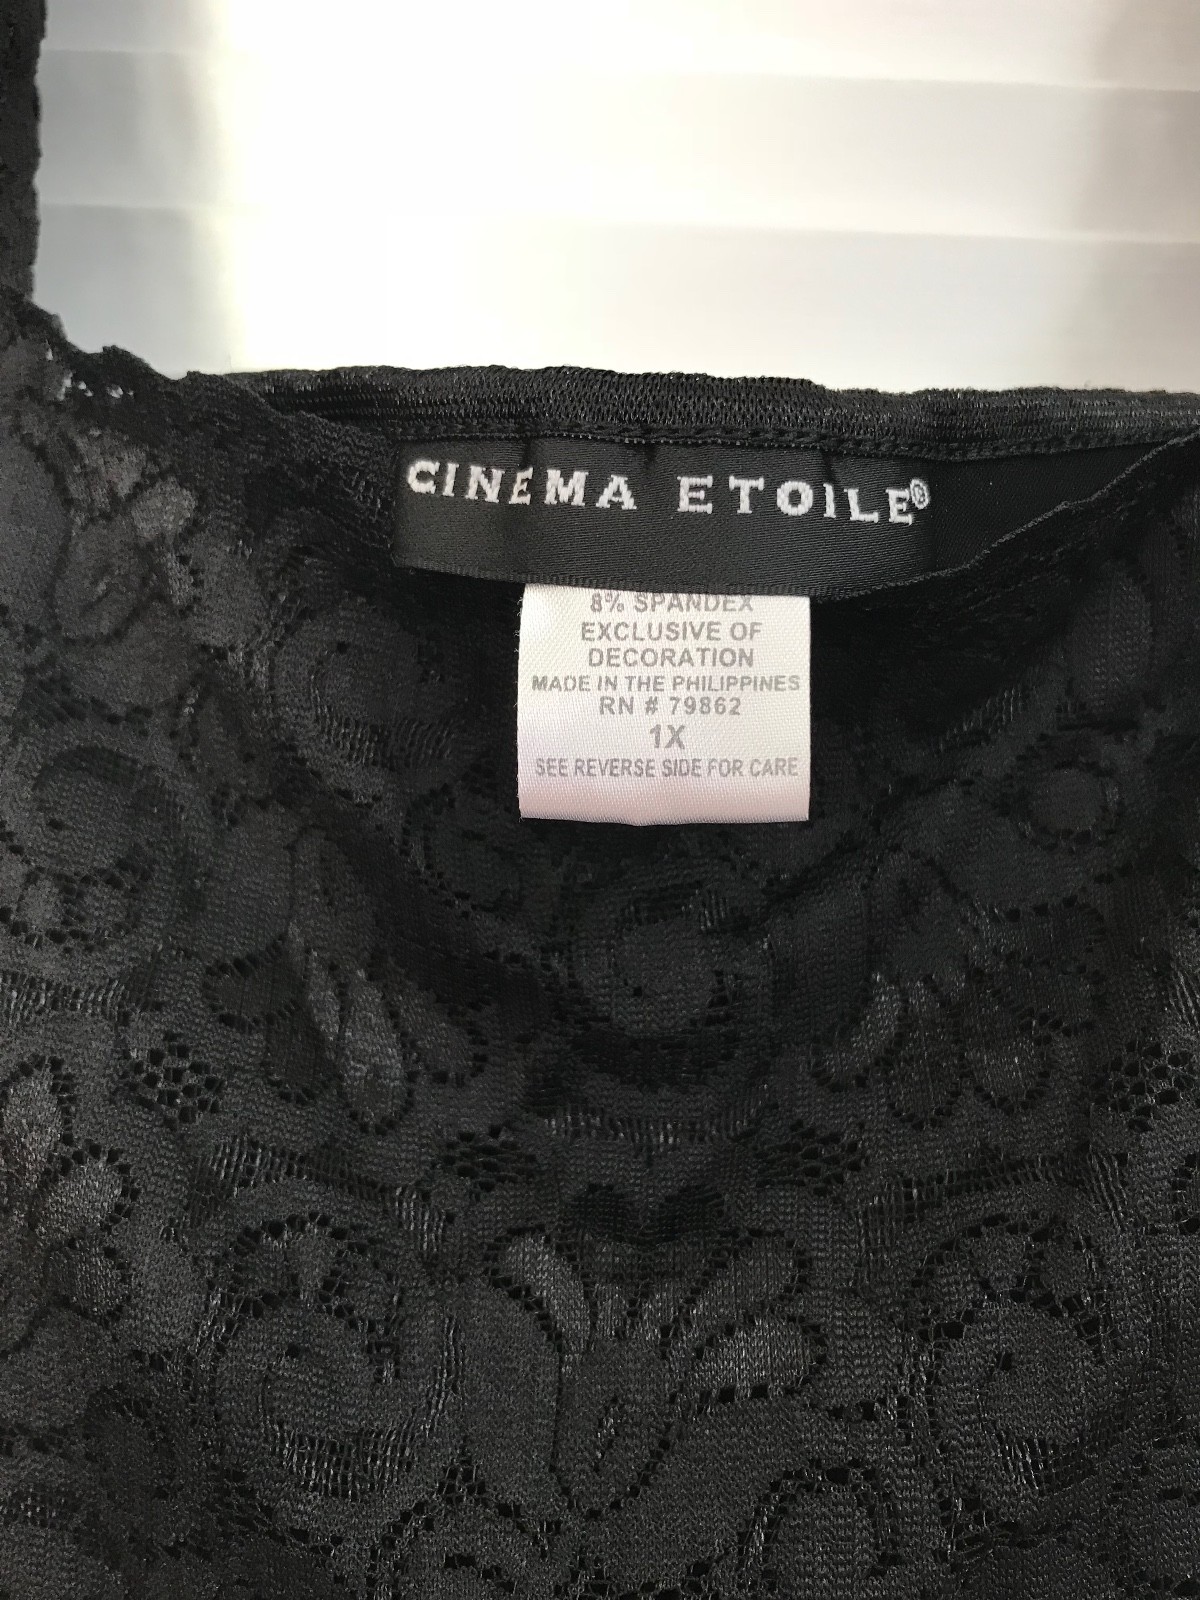 CINEMA ETOILE®
8% SPANDEX
EXCLUSIVE OF
DECORATION
MADE IN THE PHILIPPINES
RN # 79862
1X
SEE REVERSE SIDE FOR CARE